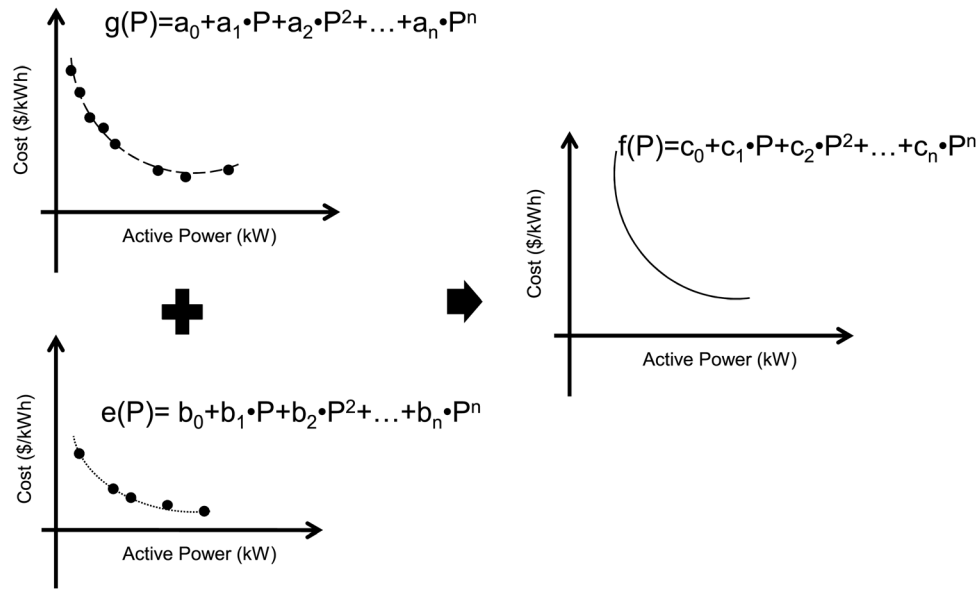 g(P)=a₀+a₁•P+a₂•P²+…+aₙ•Pⁿ
Cost ($/kWh)
Active Power (kW)
f(P)=c₀+c₁•P+c₂•P²+…+cₙ•Pⁿ
Cost ($/kWh)
Active Power (kW)
e(P)= b₀+b₁•P+b₂•P²+…+bₙ•Pⁿ
Cost ($/kWh)
Active Power (kW)